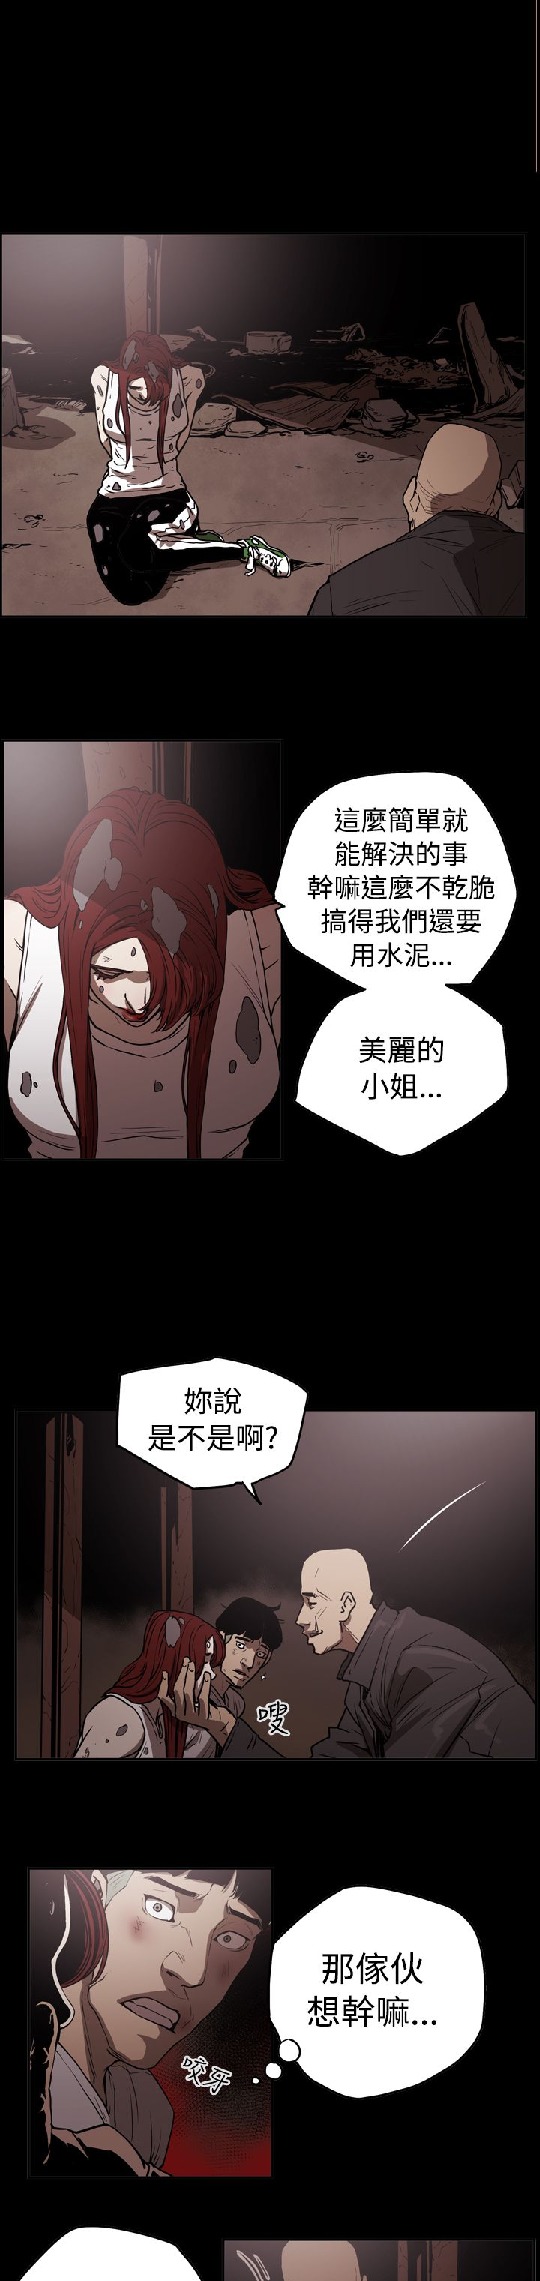 這麼簡單就
能解決的事
幹嘛這麼不乾脆
搞得我們還要
用水泥...
美麗的
小姐...
妳說
是不是啊?
嗖
那傢伙
想幹嘛...
咬牙